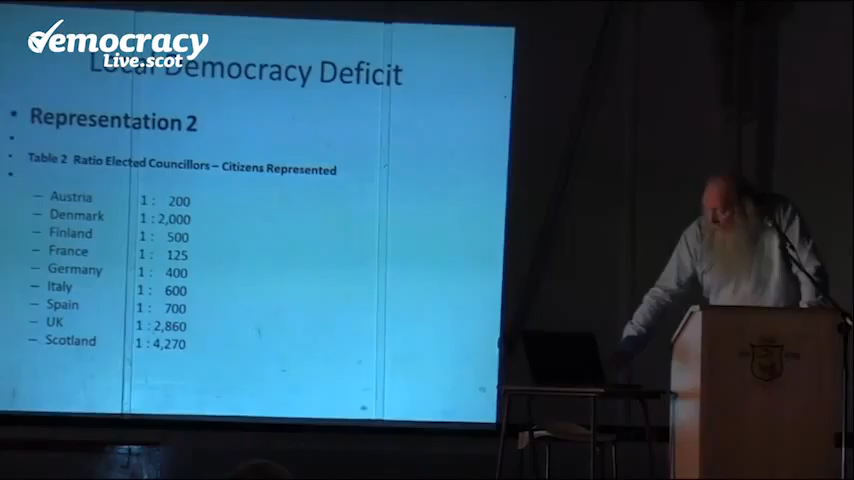 democracy
Live.scot
Local Democracy Deficit
• Representation 2
Table 2 Ratio Elected Councillors – Citizens Represented
– Austria 1 : 200
– Denmark 1 : 2,000
– Finland 1 : 500
– France 1 : 125
– Germany 1 : 400
– Italy 1 : 600
– Spain 1 : 700
– UK 1 : 2,860
– Scotland 1 : 4,270